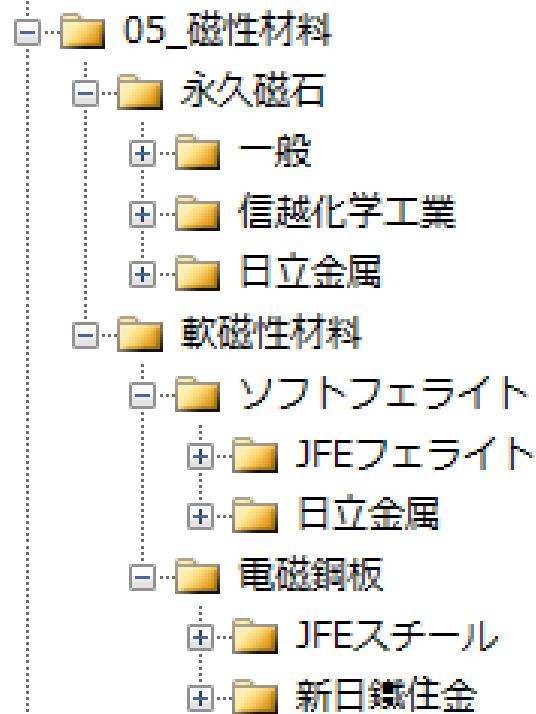 05_磁性材料
永久磁石
一般
信越化学工業
日立金属
軟磁性材料
ソフトフェライト
JFEフェライト
日立金属
電磁鋼板
JFEスチール
新日鐵住金